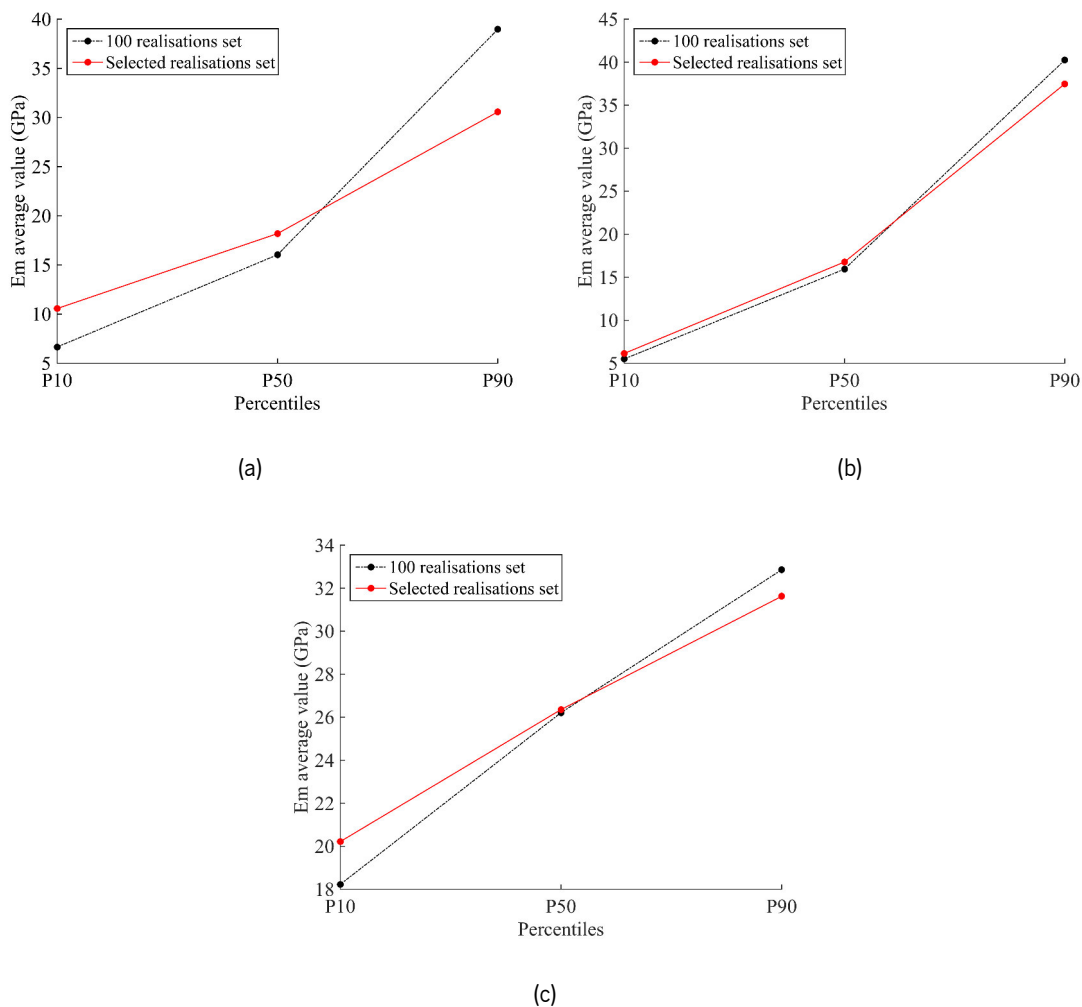 40
35
30
25
20
15
10
5
Em average value (GPa)
100 realisations set
Selected realisations set
P10
P50
P90
Percentiles
(a)
45
40
35
30
25
20
15
10
5
Em average value (GPa)
100 realisations set
Selected realisations set
P10
P50
P90
Percentiles
(b)
34
32
30
28
26
24
22
20
18
Em average value (GPa)
100 realisations set
Selected realisations set
P10
P50
P90
Percentiles
(c)